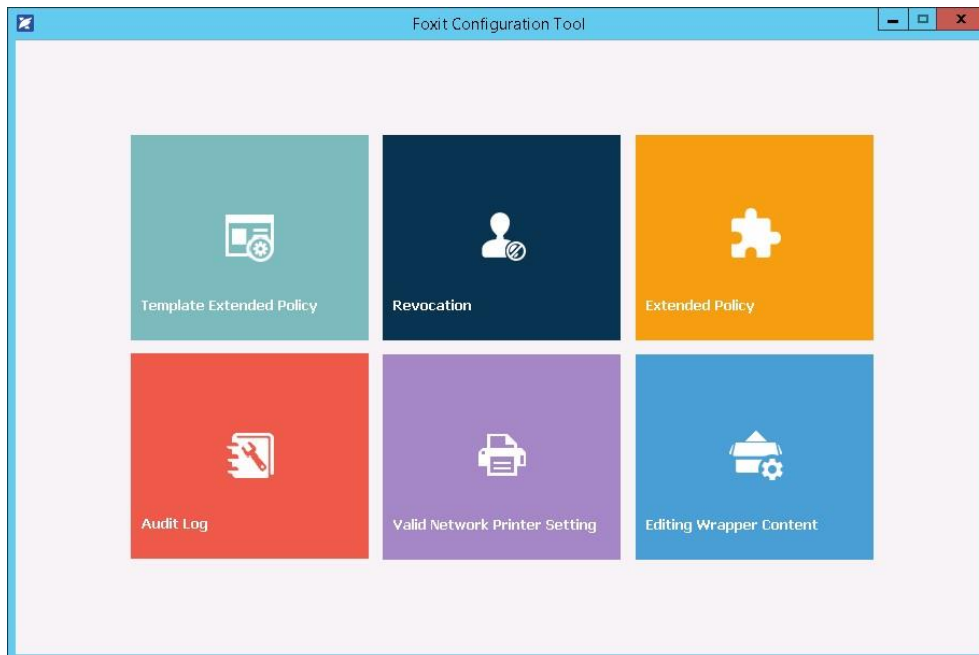 Foxit Configuration Tool
Template Extended Policy
Revocation
Extended Policy
Audit Log
Valid Network Printer Setting
Editing Wrapper Content